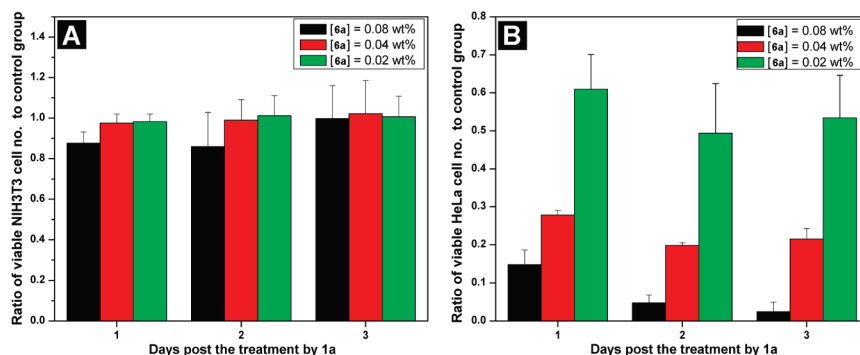 A
[6a] = 0.08 wt%
[6a] = 0.04 wt%
[6a] = 0.02 wt%
Ratio of viable NIH3T3 cell no. to control group
1.4
1.2
1.0
0.8
0.6
0.4
0.2
0.0
1 2 3
Days post the treatment by 1a
B
[6a] = 0.08 wt%
[6a] = 0.04 wt%
[6a] = 0.02 wt%
Ratio of viable HeLa cell no. to control group
0.8
0.7
0.6
0.5
0.4
0.3
0.2
0.1
0.0
1 2 3
Days post the treatment by 1a